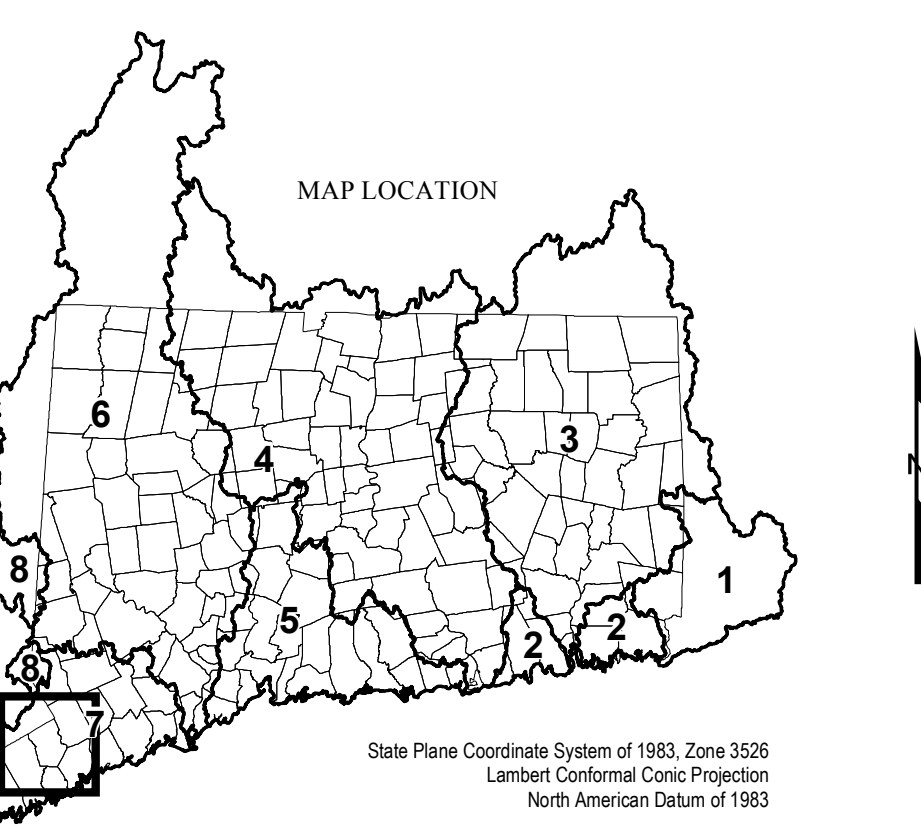 MAP LOCATION
6
3
4
8
1
5
2
2
8
7
N
State Plane Coordinate System of 1983, Zone 3526
Lambert Conformal Conic Projection
North American Datum of 1983